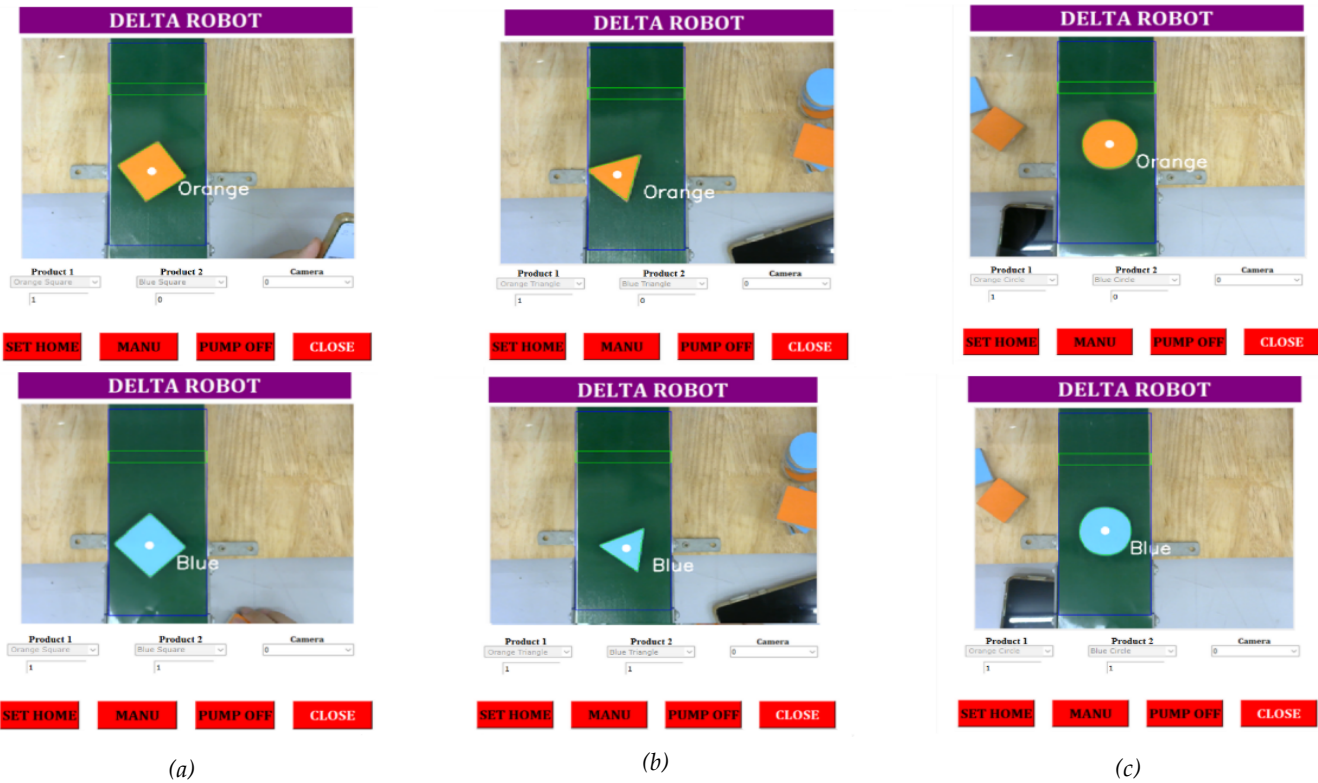 DELTA ROBOT
Orange
Product 1 Product 2 Camera
Orange Square Blue Square 0
1 0
SET HOME MANU PUMP OFF CLOSE
DELTA ROBOT
Orange
Product 1 Product 2 Camera
Orange Triangle Blue Triangle 0
1 0
SET HOME MANU PUMP OFF CLOSE
DELTA ROBOT
Orange
Product 1 Product 2 Camera
Orange Circle Blue Circle 0
1 0
SET HOME MANU PUMP OFF CLOSE
DELTA ROBOT
Blue
Product 1 Product 2 Camera
Orange Square Blue Square 0
1 1
SET HOME MANU PUMP OFF CLOSE
DELTA ROBOT
Blue
Product 1 Product 2 Camera
Orange Triangle Blue Triangle 0
1 1
SET HOME MANU PUMP OFF CLOSE
DELTA ROBOT
Blue
Product 1 Product 2 Camera
Orange Circle Blue Circle 0
1 1
SET HOME MANU PUMP OFF CLOSE
(a) (b) (c)